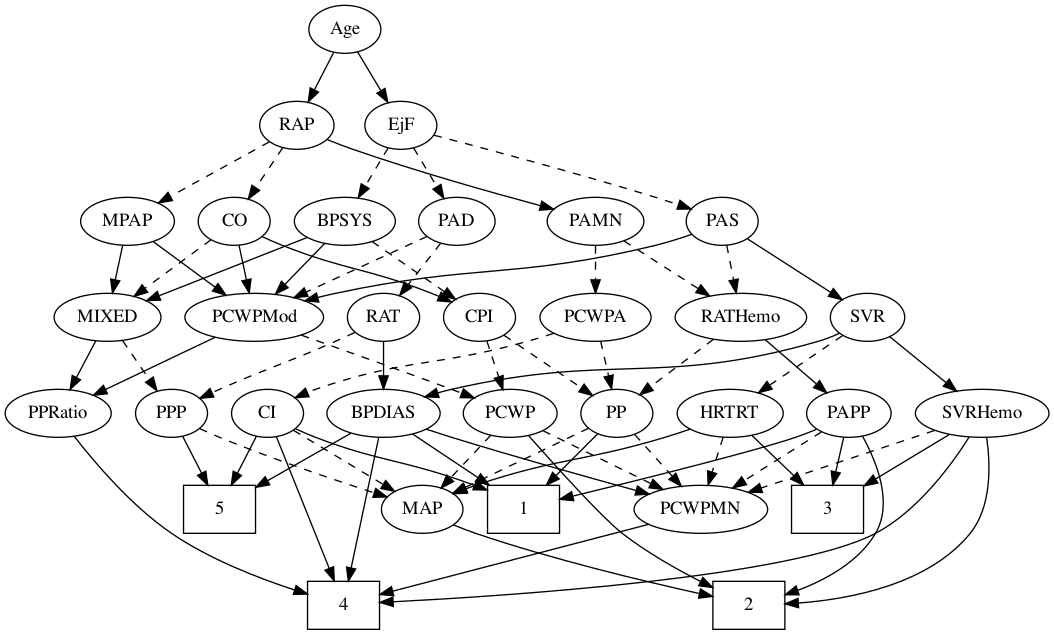 Age
RAP EjF
MPAP CO BPSYS PAD PAMN PAS
MIXED PCWPMod RAT CPI PCWPA RATHemo SVR
PPRatio PPP CI BPDIAS PCWP PP HRTRT PAPP SVRHemo
5 MAP 1 PCWPMN 3
4 2